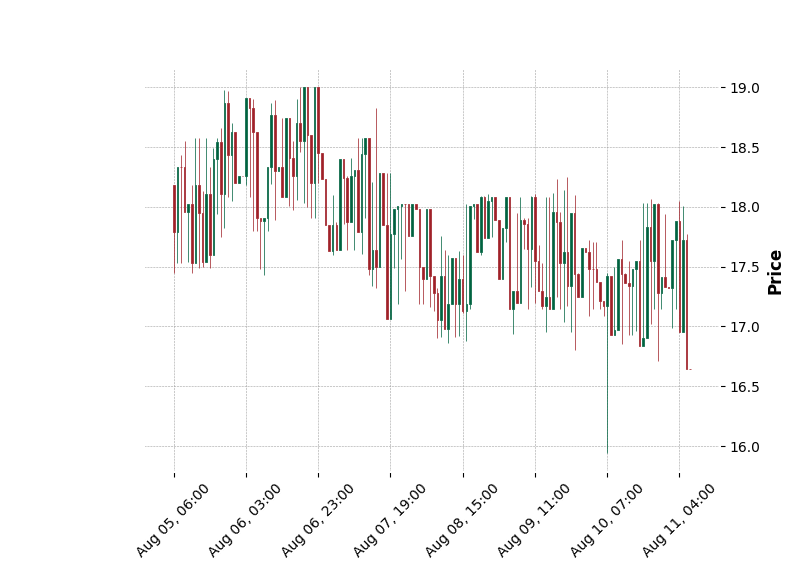 19.0
18.5
18.0
17.5
17.0
16.5
16.0
Price
Aug 05, 06:00
Aug 06, 03:00
Aug 06, 23:00
Aug 07, 19:00
Aug 08, 15:00
Aug 09, 11:00
Aug 10, 07:00
Aug 11, 04:00